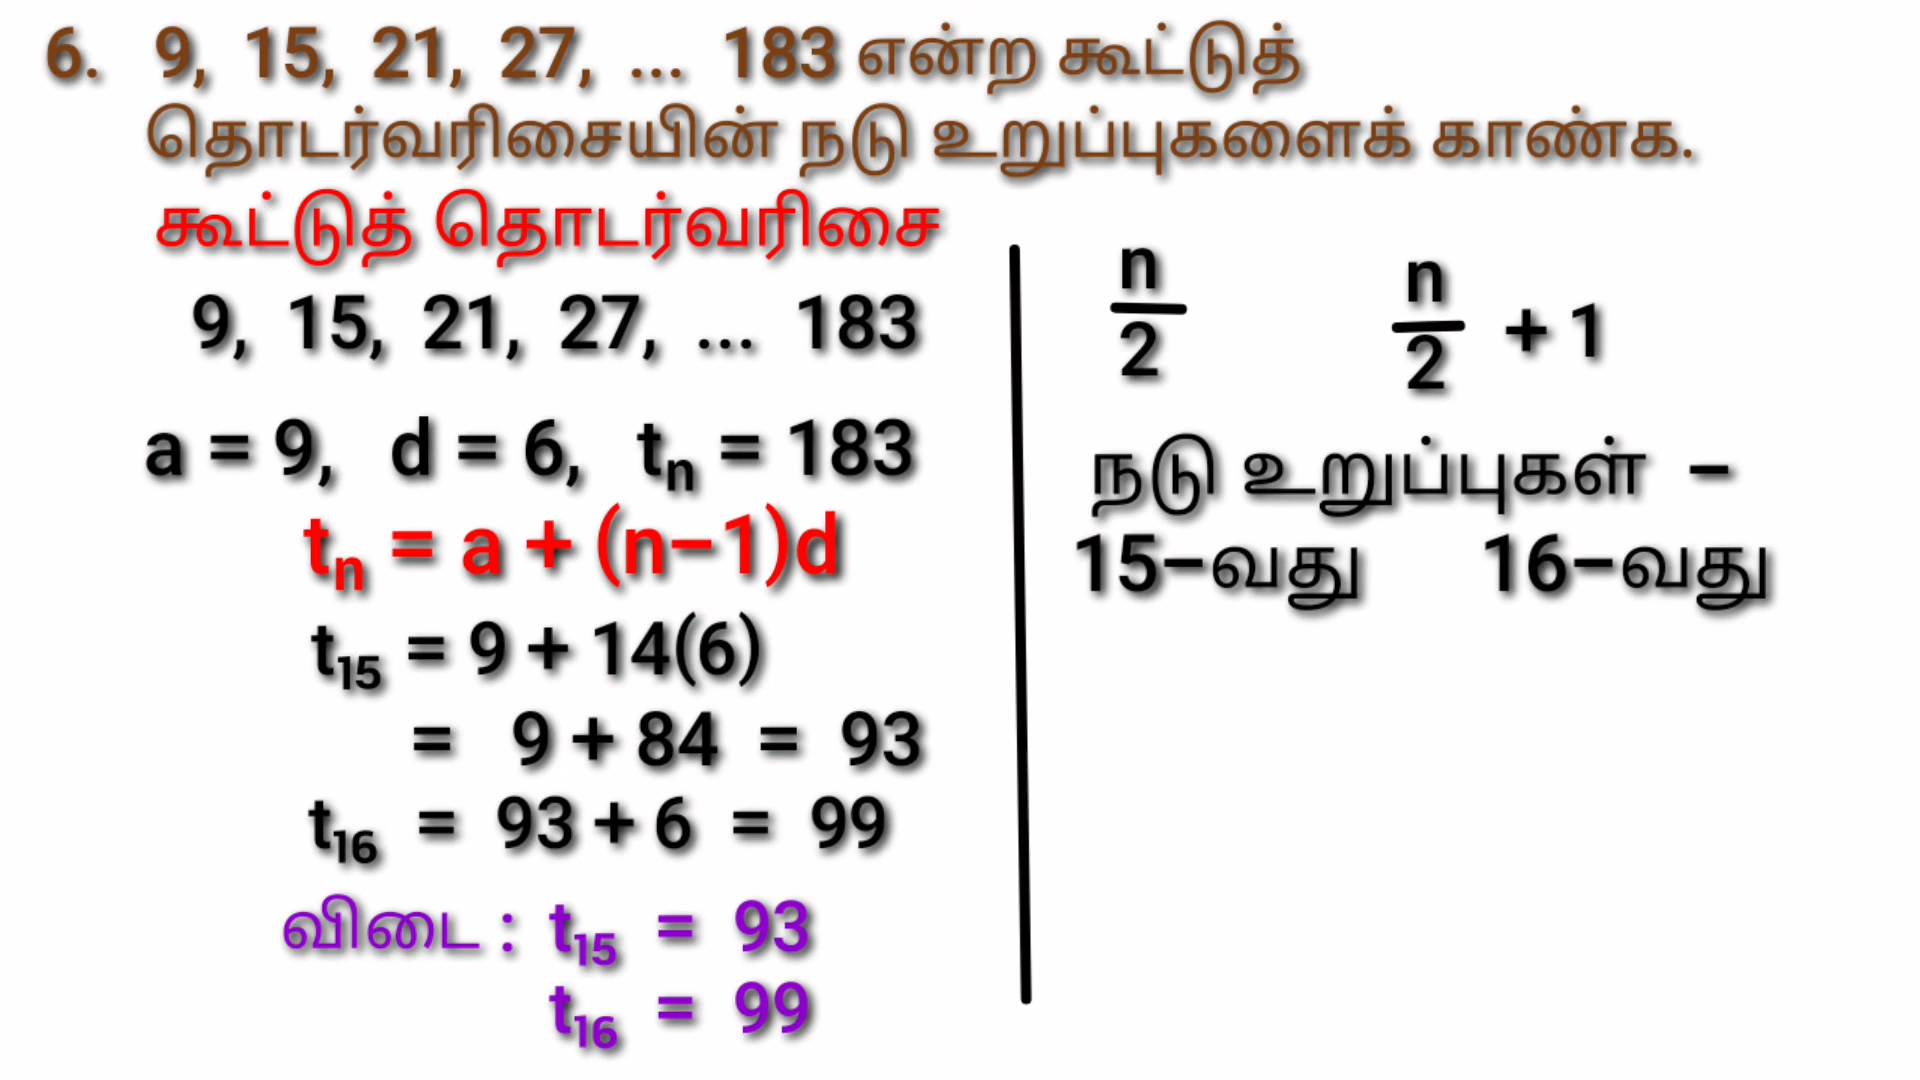 6. 9, 15, 21, 27, ... 183 என்ற கூட்டுத்
தொடர்வரிசையின் நடு உறுப்புகளைக் காண்க.
கூட்டுத் தொடர்வரிசை
9, 15, 21, 27, ... 183
a = 9, d = 6, tₙ = 183
tₙ = a + (n−1)d
t₁₅ = 9 + 14(6)
= 9 + 84 = 93
t₁₆ = 93 + 6 = 99
விடை : t₁₅ = 93
t₁₆ = 99
n/2 n/2 + 1
நடு உறுப்புகள் −
15−வது 16−வது